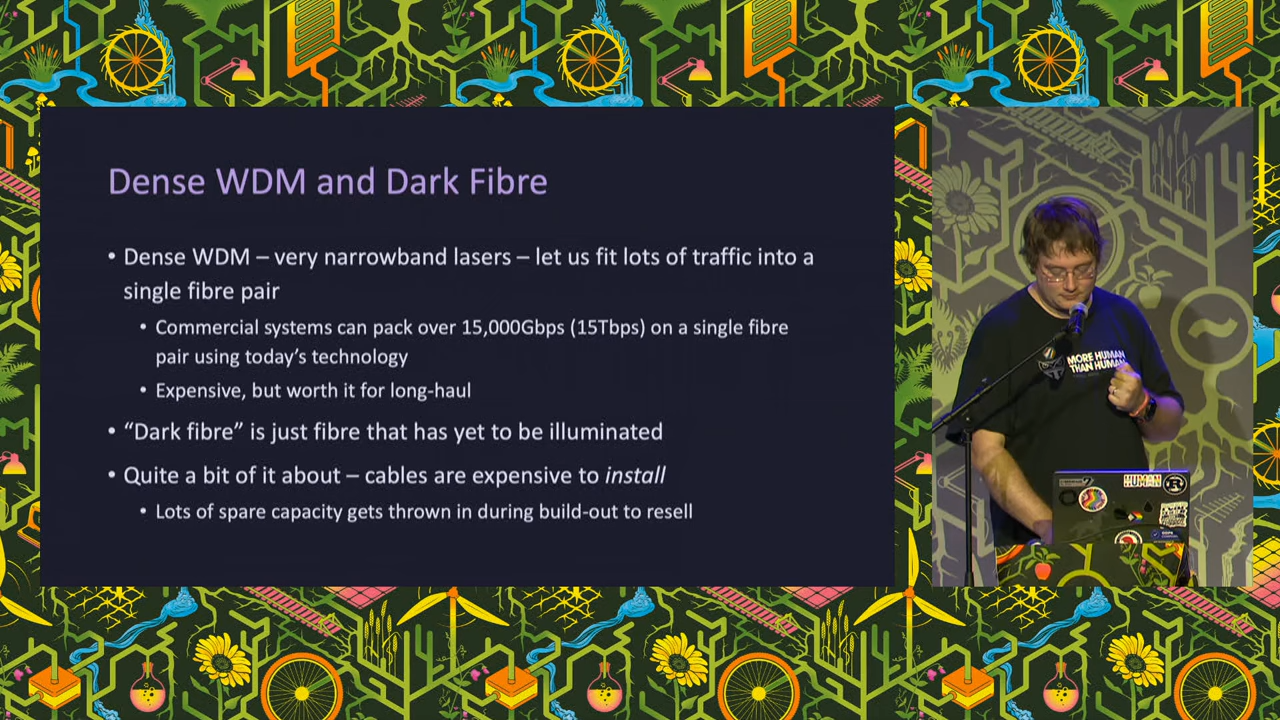 Dense WDM and Dark Fibre
• Dense WDM – very narrowband lasers – let us fit lots of traffic into a
single fibre pair
• Commercial systems can pack over 15,000Gbps (15Tbps) on a single fibre
pair using today's technology
• Expensive, but worth it for long-haul
• “Dark fibre” is just fibre that has yet to be illuminated
• Quite a bit of it about – cables are expensive to install
• Lots of spare capacity gets thrown in during build-out to resell
MORE HUMAN
THAN HUMAN
HUMAN